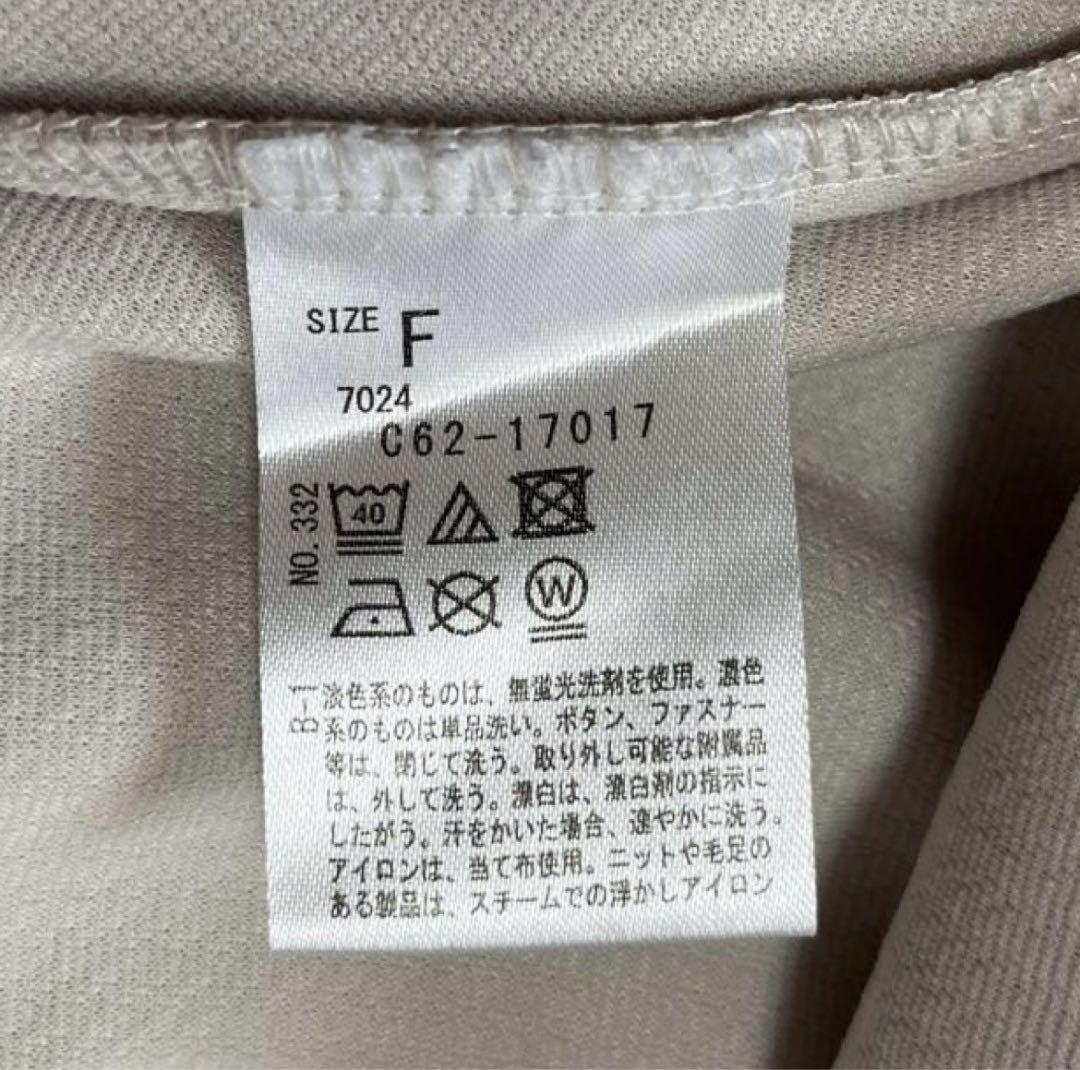 SIZE F
7024
C62-17017
NO.332
40
W
B-1
淡色系のものは、無蛍光洗剤を使用。濃色
系のものは単品洗い。ボタン、ファスナー
等は、閉じて洗う。取り外し可能な附属品
は、外して洗う。漂白は、漂白剤の指示に
したがう。汗をかいた場合、速やかに洗う。
アイロンは、当て布使用。ニットや毛足の
ある製品は、スチームでの浮かしアイロン